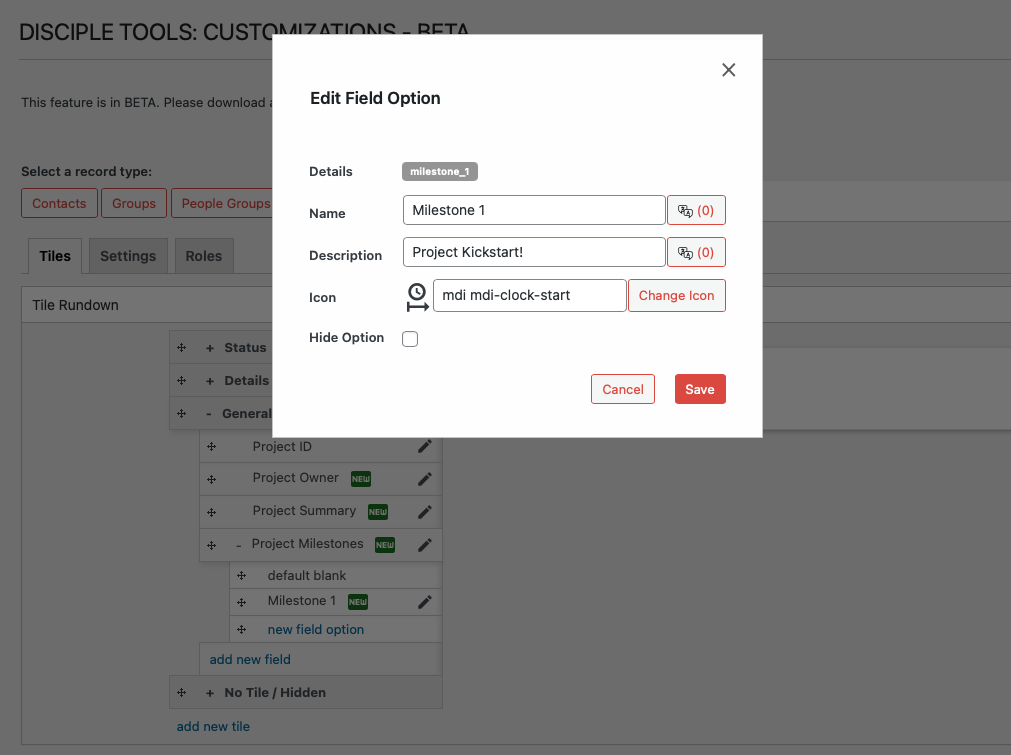 DISCIPLE TOOLS: CUSTOMIZATIONS - BETA
This feature is in BETA. Please download
Select a record type:
Contacts
Groups
People Groups
Tiles
Settings
Roles
Tile Rundown
+ Status
+ Details
- General
Project ID
Project Owner NEW
Project Summary NEW
- Project Milestones NEW
default blank
Milestone 1 NEW
new field option
add new field
+ No Tile / Hidden
add new tile
Edit Field Option
Details milestone_1
Name Milestone 1 (0)
Description Project Kickstart! (0)
Icon mdi mdi-clock-start Change Icon
Hide Option
Cancel Save